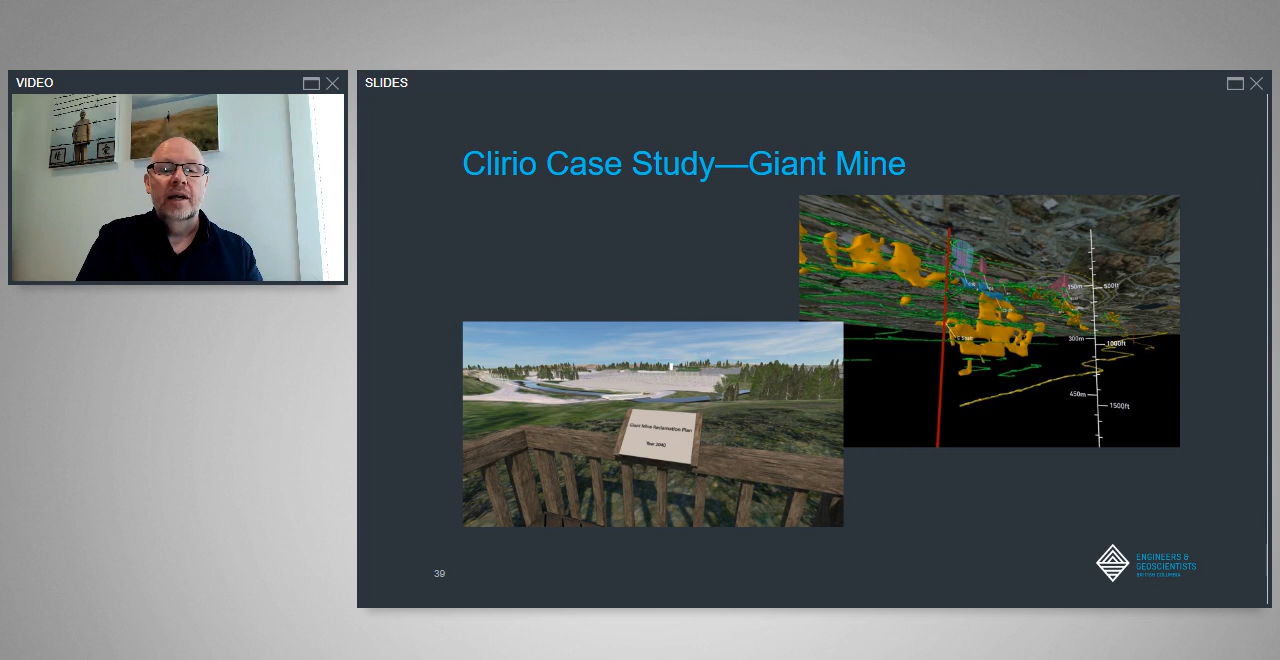 VIDEO
SLIDES
Clirio Case Study—Giant Mine
150m
500ft
300m
1000ft
450m
1500ft
Giant Mine Reclamation Plan
Year 2040
39
ENGINEERS &
GEOSCIENTISTS
BRITISH COLUMBIA